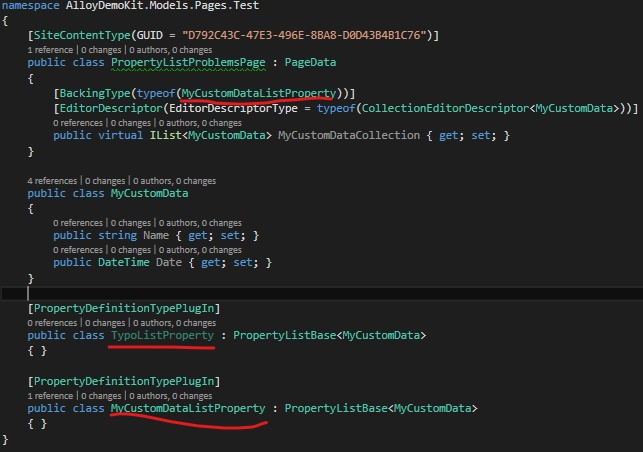 namespace AlloyDemoKit.Models.Pages.Test
{
[SiteContentType(GUID = "D792C43C-47E3-496E-8BA8-D0D43B4B1C76")]
1 reference | 0 changes | 0 authors, 0 changes
public class PropertyListProblemsPage : PageData
{
[BackingType(typeof(MyCustomDataListProperty))]
[EditorDescriptor(EditorDescriptorType = typeof(CollectionEditorDescriptor<MyCustomData>))]
0 references | 0 changes | 0 authors, 0 changes
public virtual IList<MyCustomData> MyCustomDataCollection { get; set; }
}
4 references | 0 changes | 0 authors, 0 changes
public class MyCustomData
{
0 references | 0 changes | 0 authors, 0 changes
public string Name { get; set; }
0 references | 0 changes | 0 authors, 0 changes
public DateTime Date { get; set; }
}
[PropertyDefinitionTypePlugIn]
0 references | 0 changes | 0 authors, 0 changes
public class TypoListProperty : PropertyListBase<MyCustomData>
{ }
[PropertyDefinitionTypePlugIn]
1 reference | 0 changes | 0 authors, 0 changes
public class MyCustomDataListProperty : PropertyListBase<MyCustomData>
{ }
}